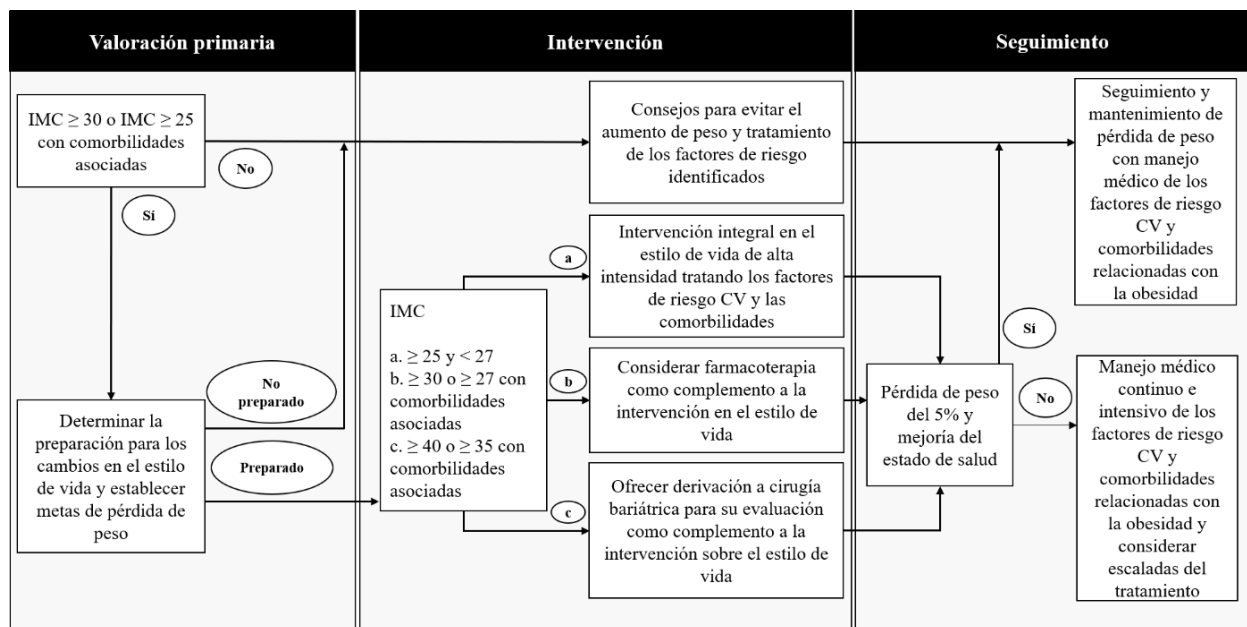 Valoración primaria
Intervención
Seguimiento
IMC ≥ 30 o IMC ≥ 25
con comorbilidades
asociadas
No
Sí
Determinar la
preparación para los
cambios en el estilo
de vida y establecer
metas de pérdida de
peso
No
preparado
Preparado
IMC
a. ≥ 25 y < 27
b. ≥ 30 o ≥ 27 con
comorbilidades
asociadas
c. ≥ 40 o ≥ 35 con
comorbilidades
asociadas
Consejos para evitar el
aumento de peso y tratamiento
de los factores de riesgo
identificados
a
Intervención integral en el
estilo de vida de alta
intensidad tratando los factores
de riesgo CV y las
comorbilidades
b
Considerar farmacoterapia
como complemento a la
intervención en el estilo de
vida
c
Ofrecer derivación a cirugía
bariátrica para su evaluación
como complemento a la
intervención sobre el estilo de
vida
Pérdida de peso
del 5% y
mejoría del
estado de salud
Sí
No
Seguimiento y
mantenimiento de
pérdida de peso
con manejo
médico de los
factores de riesgo
CV y
comorbilidades
relacionadas con
la obesidad
Manejo médico
continuo e
intensivo de los
factores de riesgo
CV y
comorbilidades
relacionadas con
la obesidad y
considerar
escaladas del
tratamiento